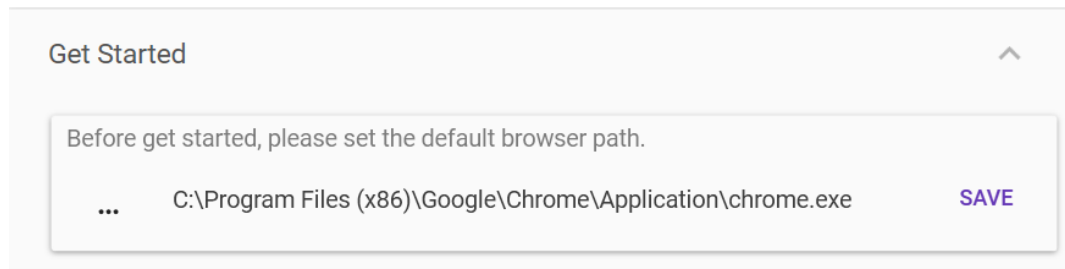 Get Started
Before get started, please set the default browser path.
... C:\Program Files (x86)\Google\Chrome\Application\chrome.exe SAVE